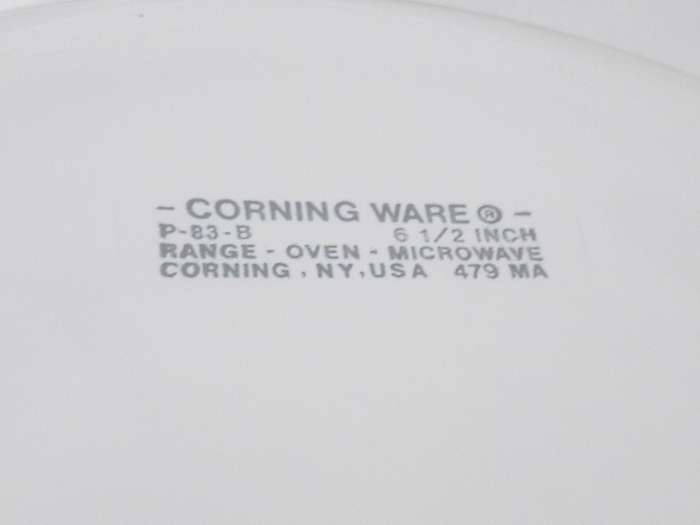 - CORNING WARE ® -
P-83-B 6 1/2 INCH
RANGE - OVEN - MICROWAVE
CORNING , NY, USA 479 MA